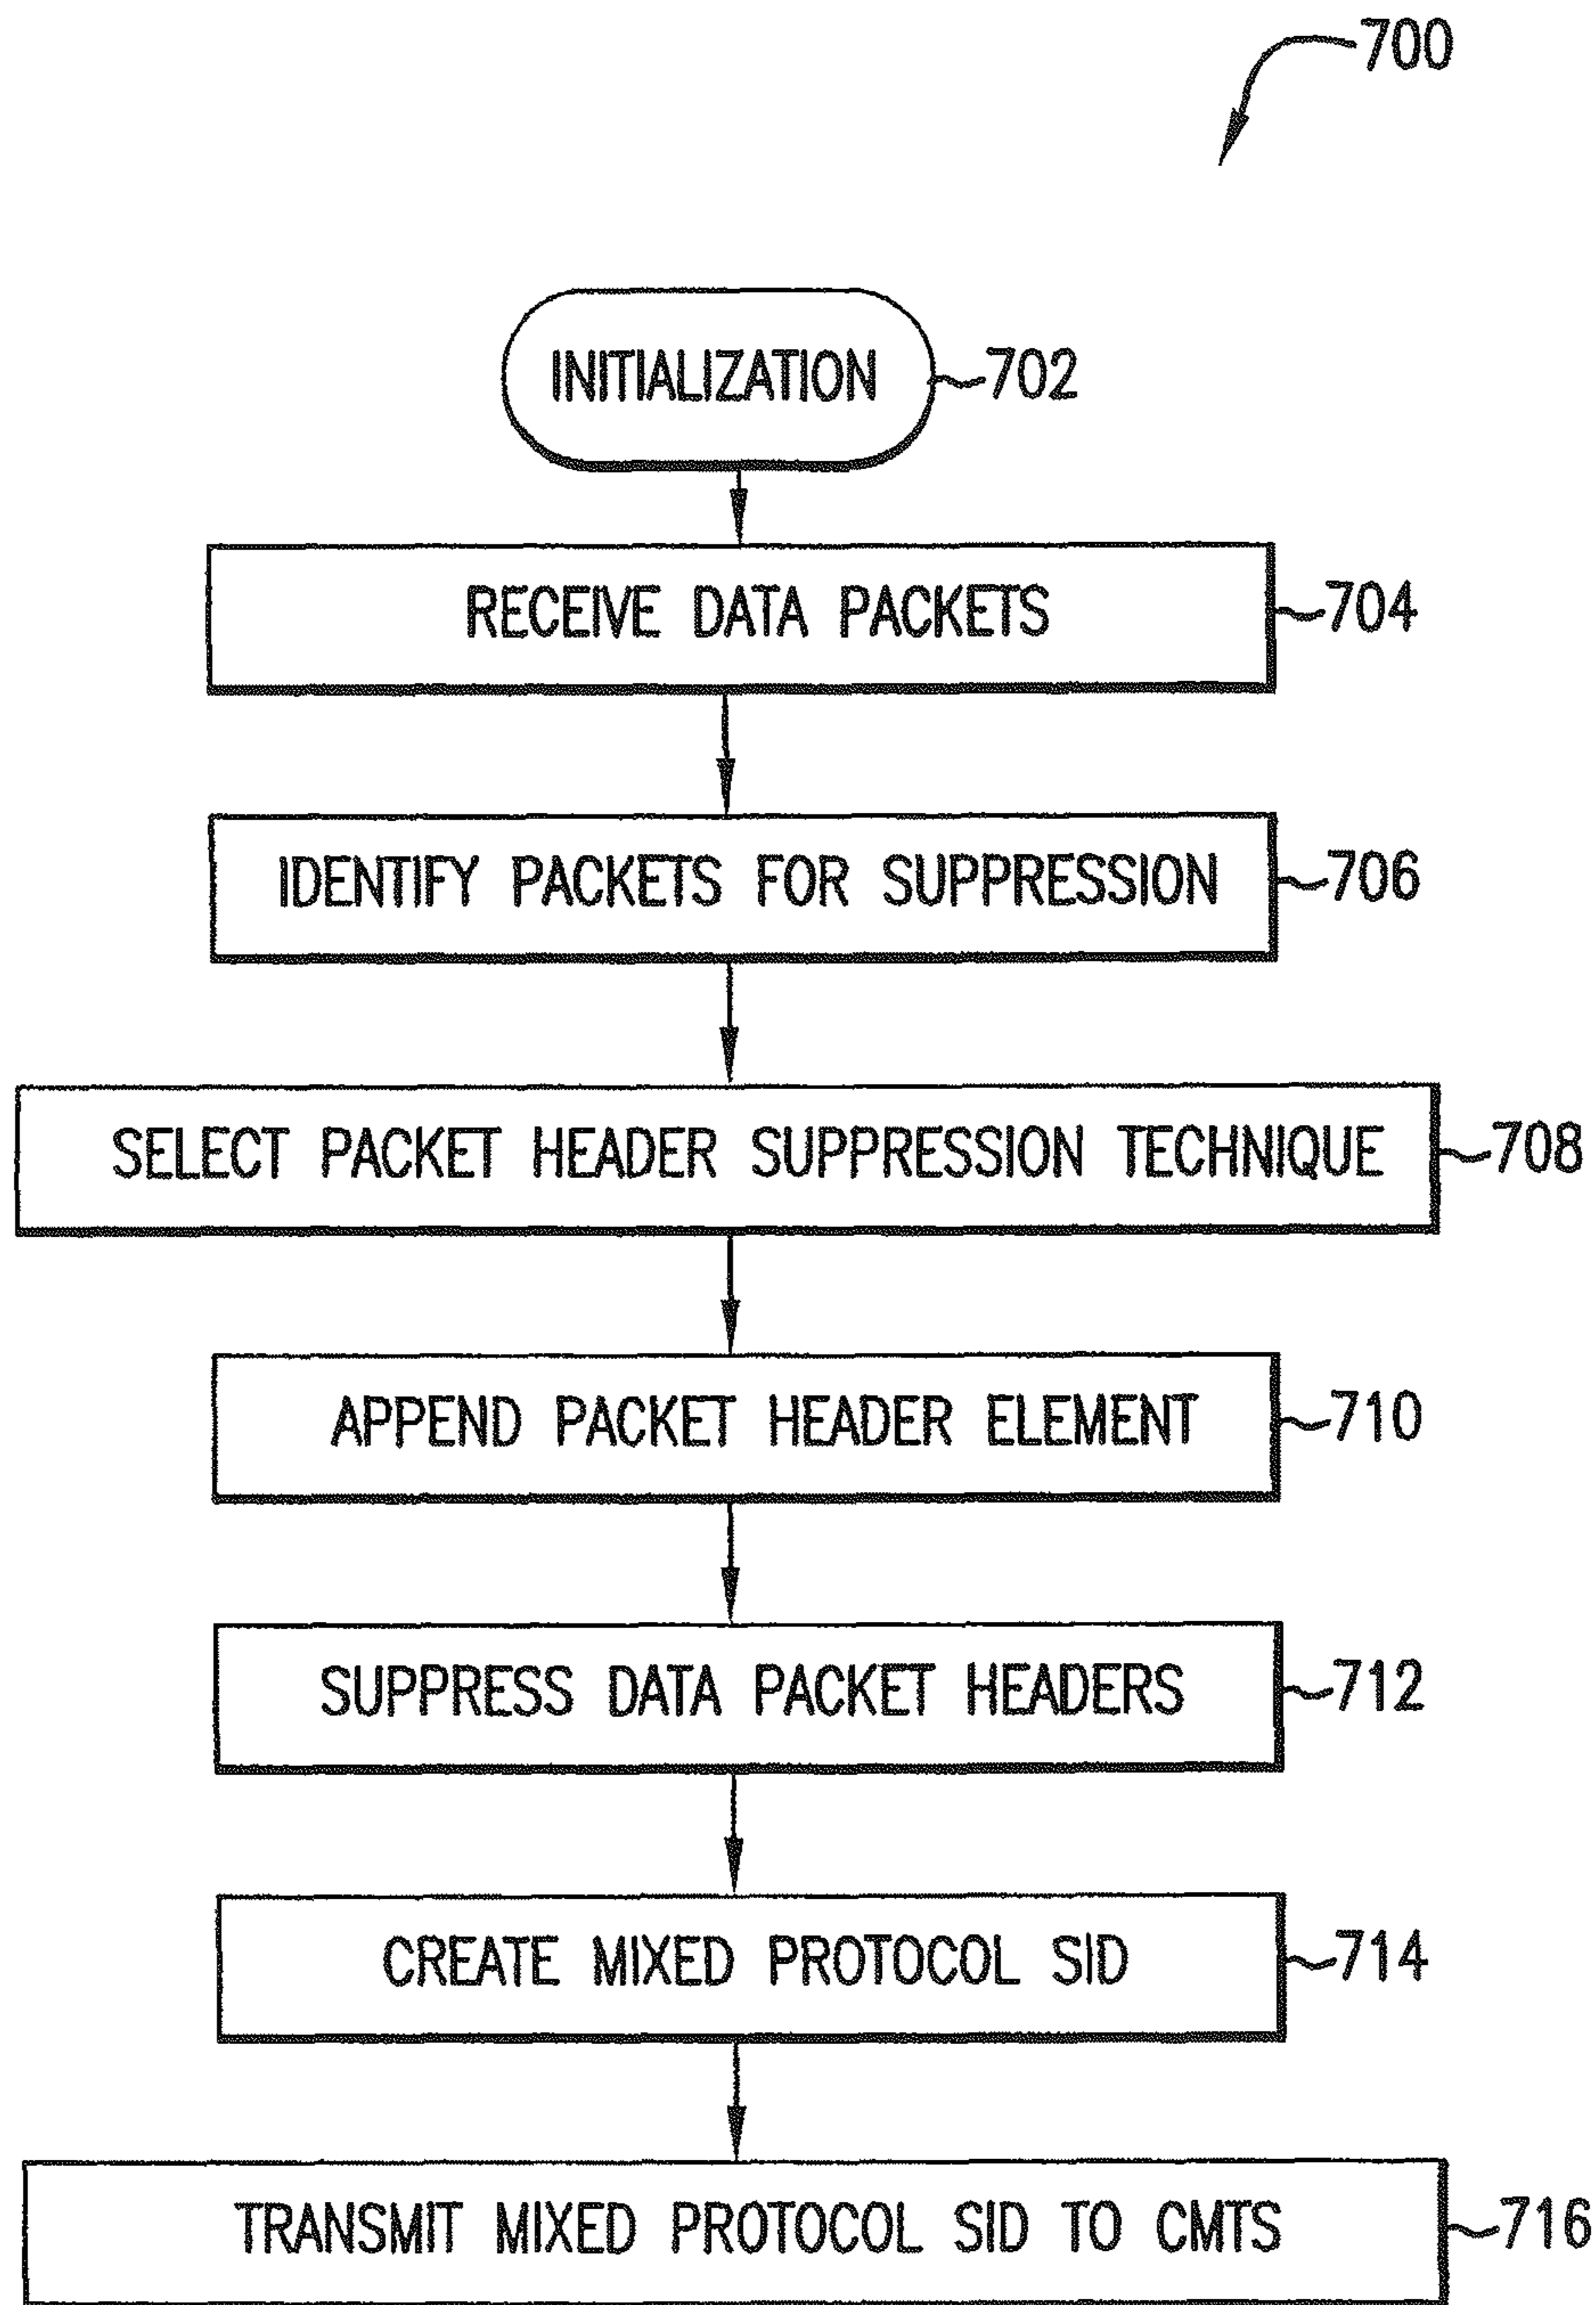 700
INITIALIZATION 702
RECEIVE DATA PACKETS 704
IDENTIFY PACKETS FOR SUPPRESSION 706
SELECT PACKET HEADER SUPPRESSION TECHNIQUE 708
APPEND PACKET HEADER ELEMENT 710
SUPPRESS DATA PACKET HEADERS 712
CREATE MIXED PROTOCOL SID 714
TRANSMIT MIXED PROTOCOL SID TO CMTS 716